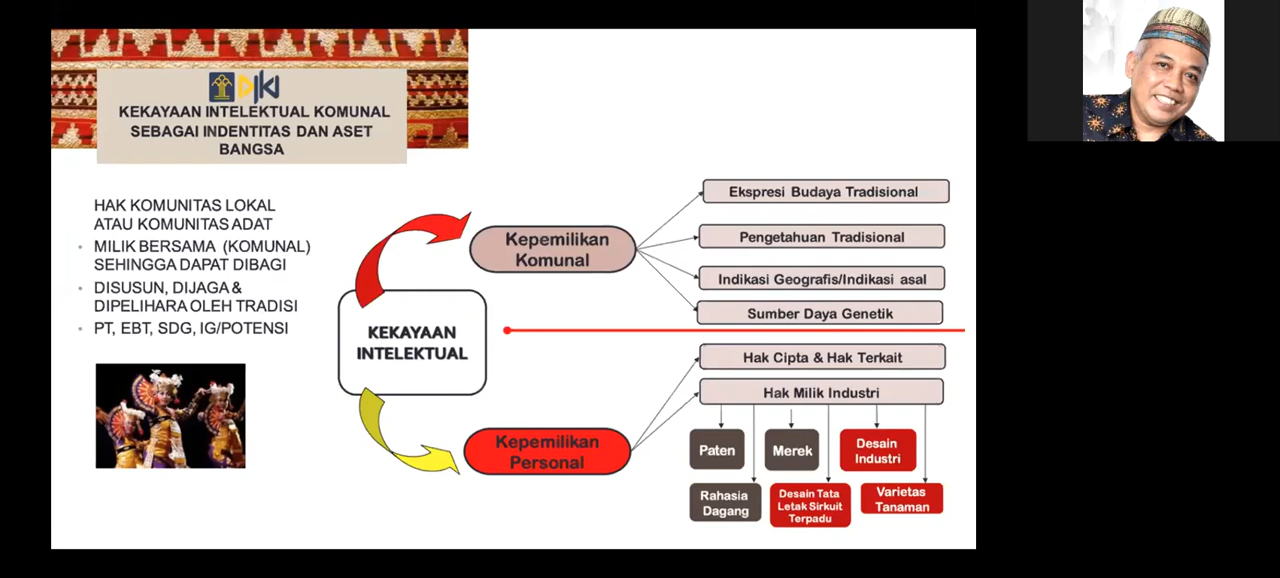 DJKI
KEKAYAAN INTELEKTUAL KOMUNAL
SEBAGAI INDENTITAS DAN ASET
BANGSA
HAK KOMUNITAS LOKAL
ATAU KOMUNITAS ADAT
• MILIK BERSAMA (KOMUNAL)
SEHINGGA DAPAT DIBAGI
• DISUSUN, DIJAGA &
DIPELIHARA OLEH TRADISI
• PT, EBT, SDG, IG/POTENSI
KEKAYAAN
INTELEKTUAL
Kepemilikan
Komunal
Ekspresi Budaya Tradisional
Pengetahuan Tradisional
Indikasi Geografis/Indikasi asal
Sumber Daya Genetik
Kepemilikan
Personal
Hak Cipta & Hak Terkait
Hak Milik Industri
Paten
Merek
Desain
Industri
Rahasia
Dagang
Desain Tata
Letak Sirkuit
Terpadu
Varietas
Tanaman